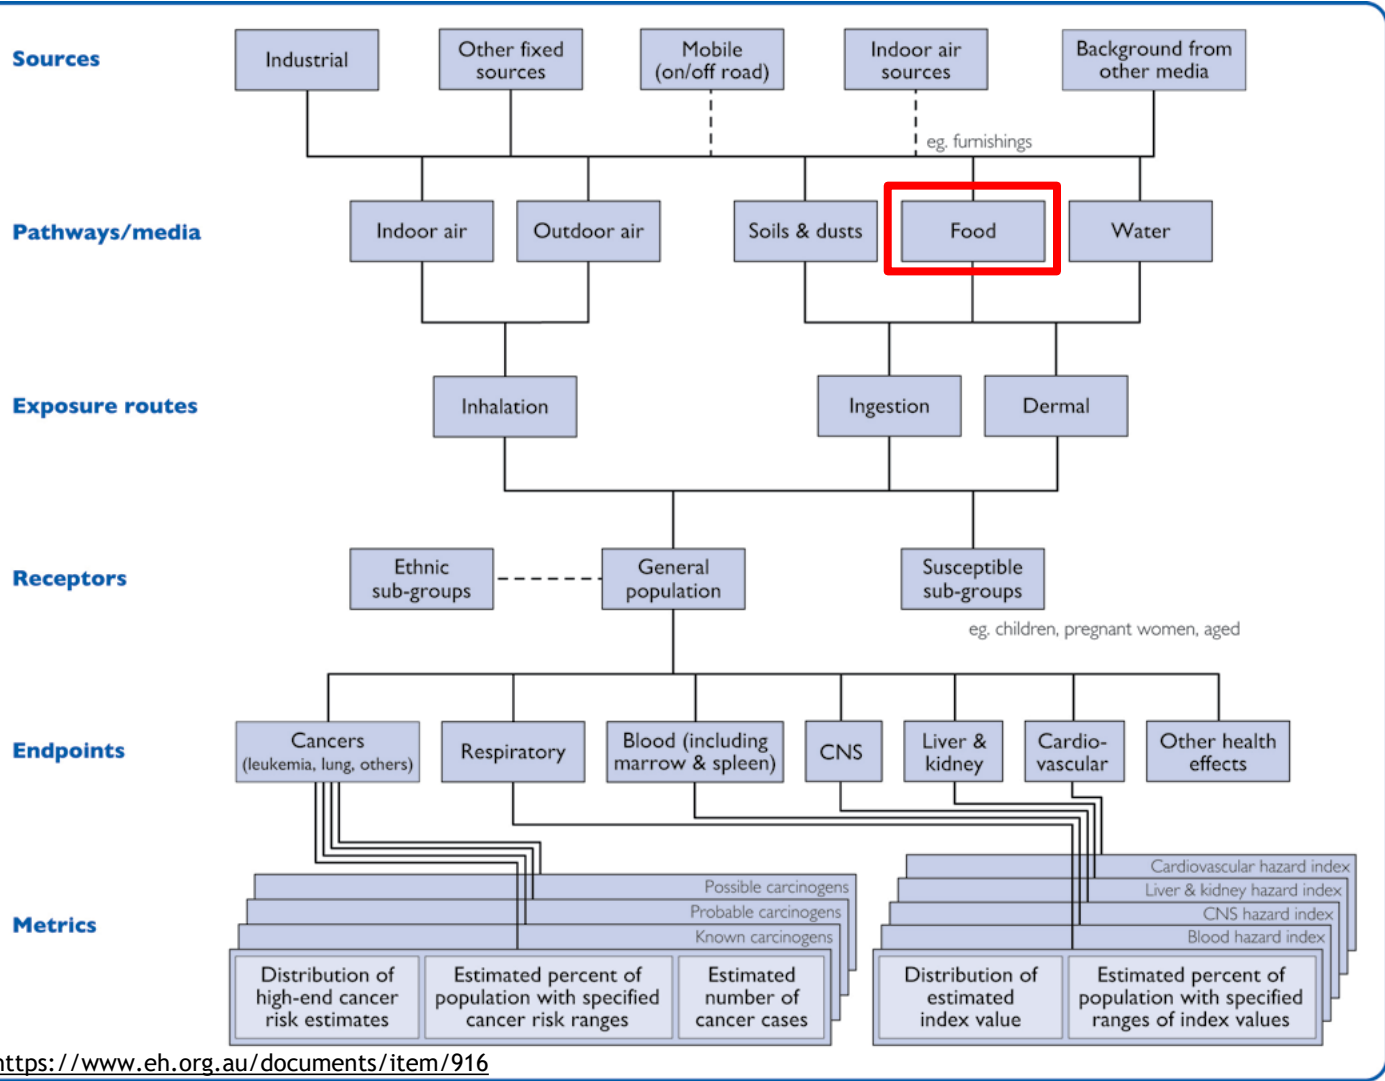 Sources
Industrial
Other fixed
sources
Mobile
(on/off road)
Indoor air
sources
Background from
other media
eg. furnishings
Pathways/media
Indoor air
Outdoor air
Soils & dusts
Food
Water
Exposure routes
Inhalation
Ingestion
Dermal
Receptors
Ethnic
sub-groups
General
population
Susceptible
sub-groups
eg. children, pregnant women, aged
Endpoints
Cancers
(leukemia, lung, others)
Respiratory
Blood (including
marrow & spleen)
CNS
Liver &
kidney
Cardio-
vascular
Other health
effects
Metrics
Possible carcinogens
Probable carcinogens
Known carcinogens
Distribution of
high-end cancer
risk estimates
Estimated percent of
population with specified
cancer risk ranges
Estimated
number of
cancer cases
Cardiovascular hazard index
Liver & kidney hazard index
CNS hazard index
Blood hazard index
Distribution of
estimated
index value
Estimated percent of
population with specified
ranges of index values
https://www.eh.org.au/documents/item/916